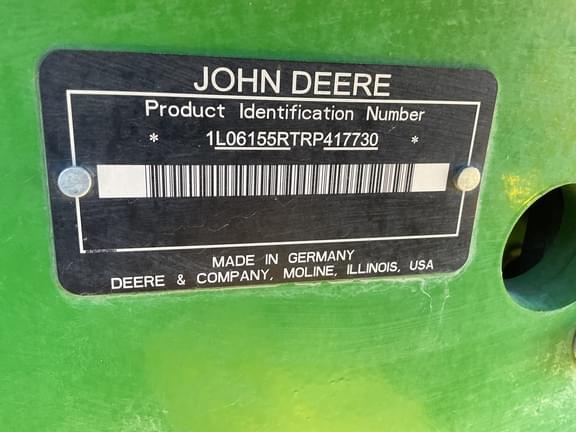 JOHN DEERE
Product Identification Number
* 1L06155RTRP417730 *
MADE IN GERMANY
DEERE & COMPANY, MOLINE, ILLINOIS, USA